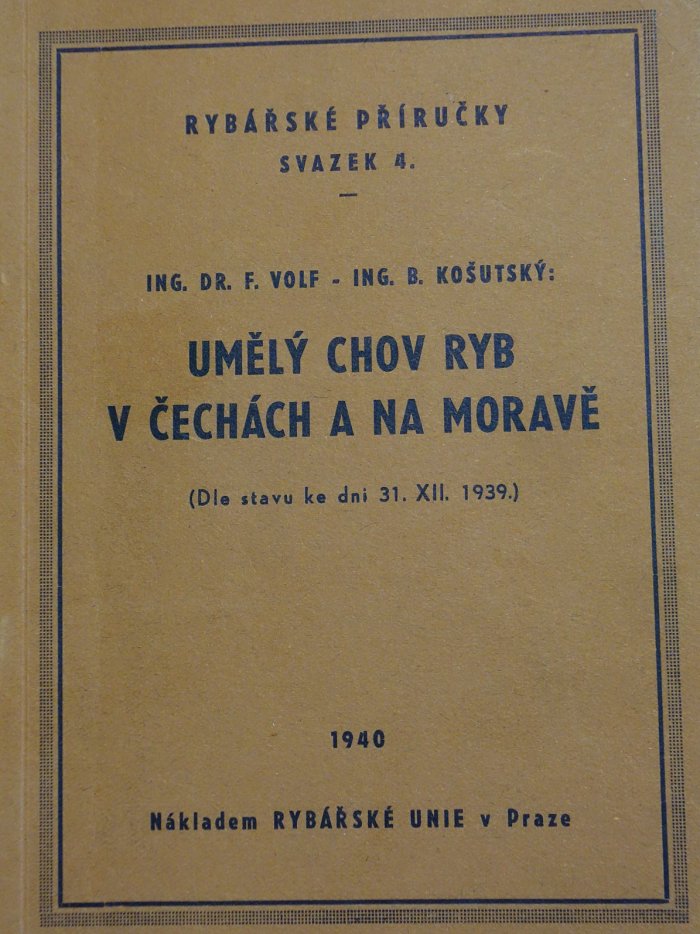 RYBÁŘSKÉ PŘÍRUČKY
SVAZEK 4.
—
ING. DR. F. VOLF - ING. B. KOŠUTSKÝ:
UMĚLÝ CHOV RYB
V ČECHÁCH A NA MORAVĚ
(Dle stavu ke dni 31. XII. 1939.)
1940
Nákladem RYBÁŘSKÉ UNIE v Praze